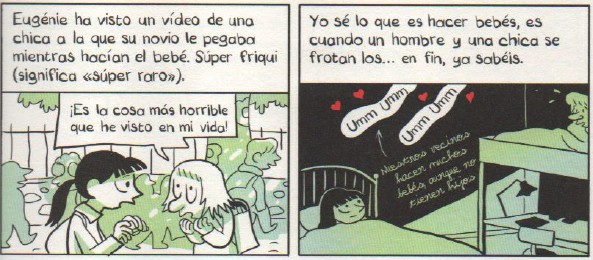 Eugénie ha visto un vídeo de una
chica a la que su novio le pegaba
mientras hacían el bebé. Súper friqui
(significa «súper raro»).
¡Es la cosa más horrible
que he visto en mi vida!
Yo sé lo que es hacer bebés, es
cuando un hombre y una chica se
frotan los... en fin, ya sabéis.
Umm Umm
Umm Umm
Nuestros vecinos
hacen muchos
bebés, aunque no
tienen hijos